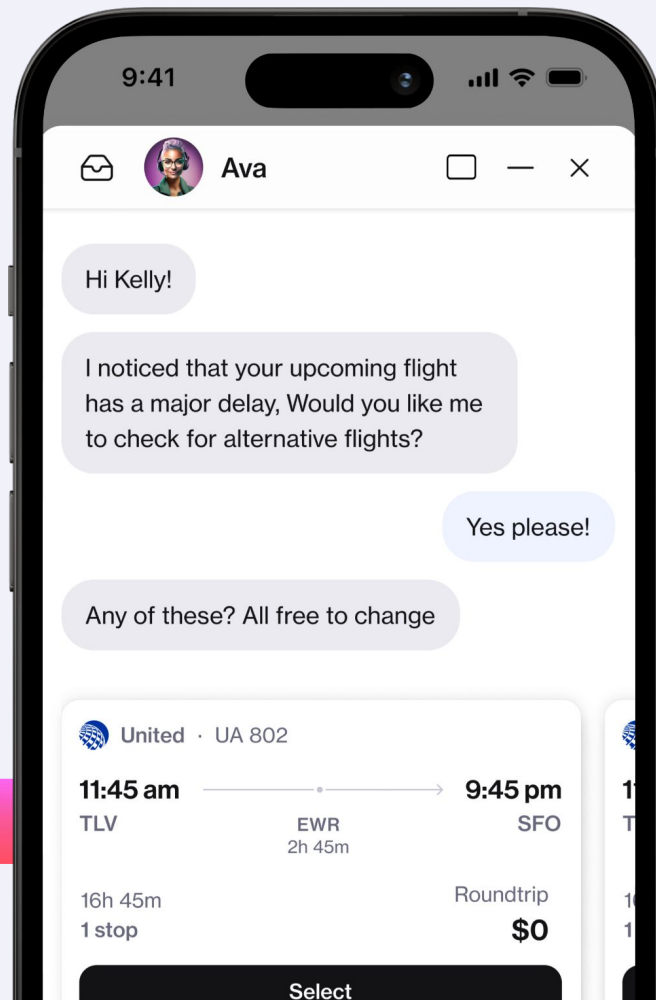 9:41
Ava
Hi Kelly!
I noticed that your upcoming flight
has a major delay, Would you like me
to check for alternative flights?
Yes please!
Any of these? All free to change
United · UA 802
11:45 am 9:45 pm
TLV EWR SFO
2h 45m
16h 45m Roundtrip
1 stop $0
Select